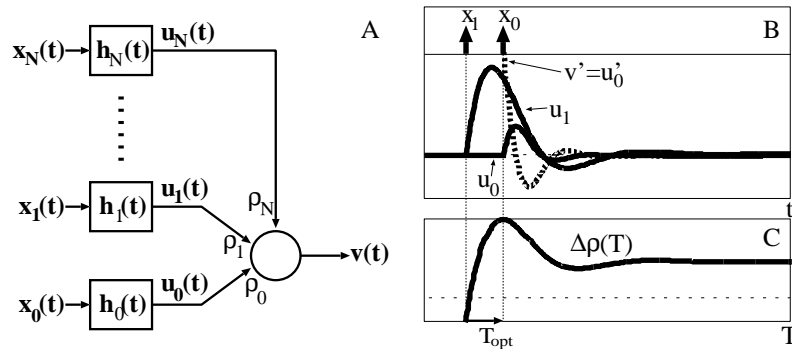 A
x_N(t)
h_N(t)
u_N(t)
x_1(t)
h_1(t)
u_1(t)
x_0(t)
h_0(t)
u_0(t)
ρ_N
ρ_1
ρ_0
v(t)
x_1 x_0
B
v'=u_0'
u_1
u_0
t
C
Δρ(T)
T_opt
T